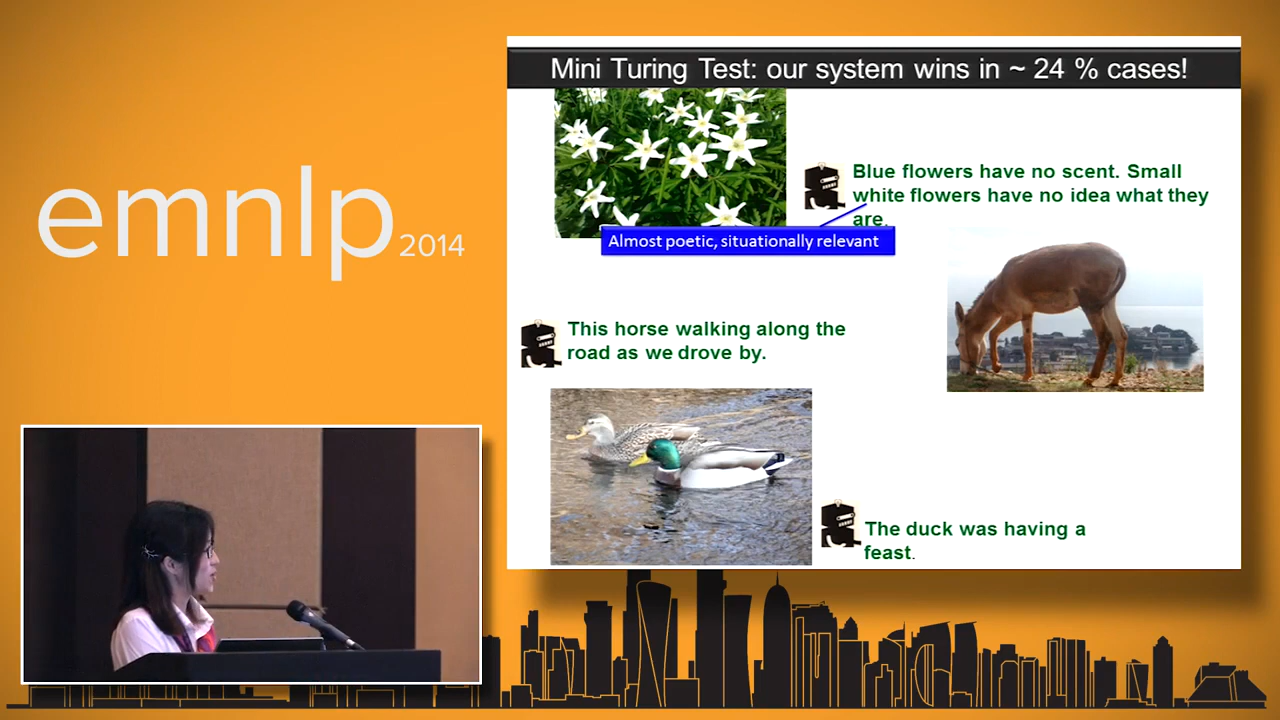 emnlp 2014
Mini Turing Test: our system wins in ~ 24 % cases!
Blue flowers have no scent. Small
white flowers have no idea what they
are.
Almost poetic, situationally relevant
This horse walking along the
road as we drove by.
The duck was having a
feast.